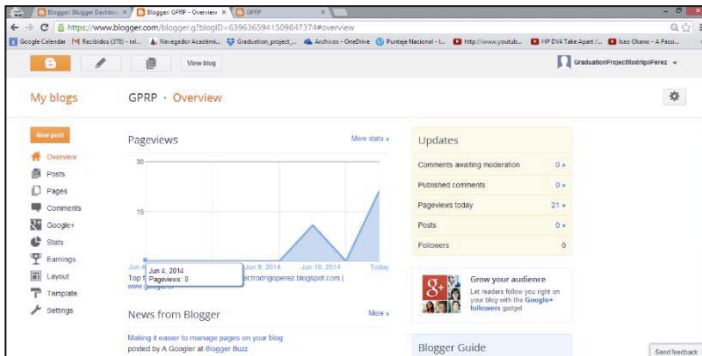 Blogger: Blogger Dashbo
Blogger: GPRP - Overview
GPRP
https://www.blogger.com/blogger.g?blogID=6396365941509647374#overview
Google Calendar
Recibidos (378) - rel...
Navegador Académi...
Graduation_project_...
Archivos - OneDrive
Puntaje Nacional - I...
http://www.youtub...
HP DV4 Take Apart /...
Isao Okano - A Passi...
View blog
GraduationProjectRodrigoPerez
My blogs
GPRP · Overview
New post
Overview
Posts
Pages
Comments
Google+
Stats
Earnings
Layout
Template
Settings
Pageviews
More stats »
30
15
Jun 8, 2014
Jun 10, 2014
Today
Jun 4, 2014
Pageviews: 0
ectrodrigoperez.blogspot.com |
News from Blogger
More »
Making it easier to manage pages on your blog
posted by A Googler at Blogger Buzz
Updates
Comments awaiting moderation 0 »
Published comments 0 »
Pageviews today 21 »
Posts 0 »
Followers 0
8+
Grow your audience
Let readers follow you right on
your blog with the Google+
followers gadget
Blogger Guide
Send feedback